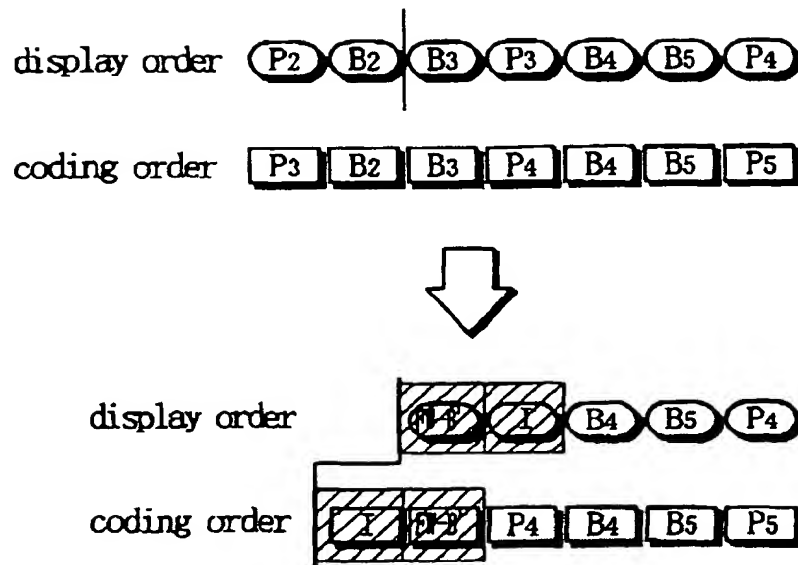 display order P2 B2 B3 P3 B4 B5 P4
coding order P3 B2 B3 P4 B4 B5 P5
display order I B4 B5 P4
coding order I P4 B4 B5 P5